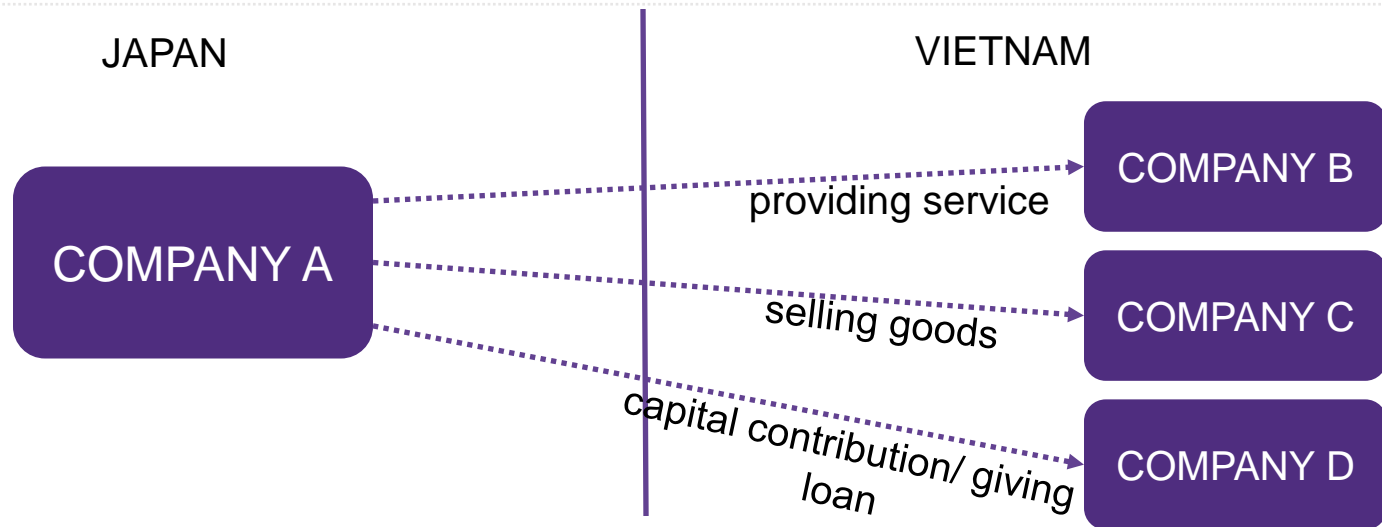 JAPAN
VIETNAM
COMPANY A
providing service
COMPANY B
selling goods
COMPANY C
capital contribution/ giving
loan
COMPANY D